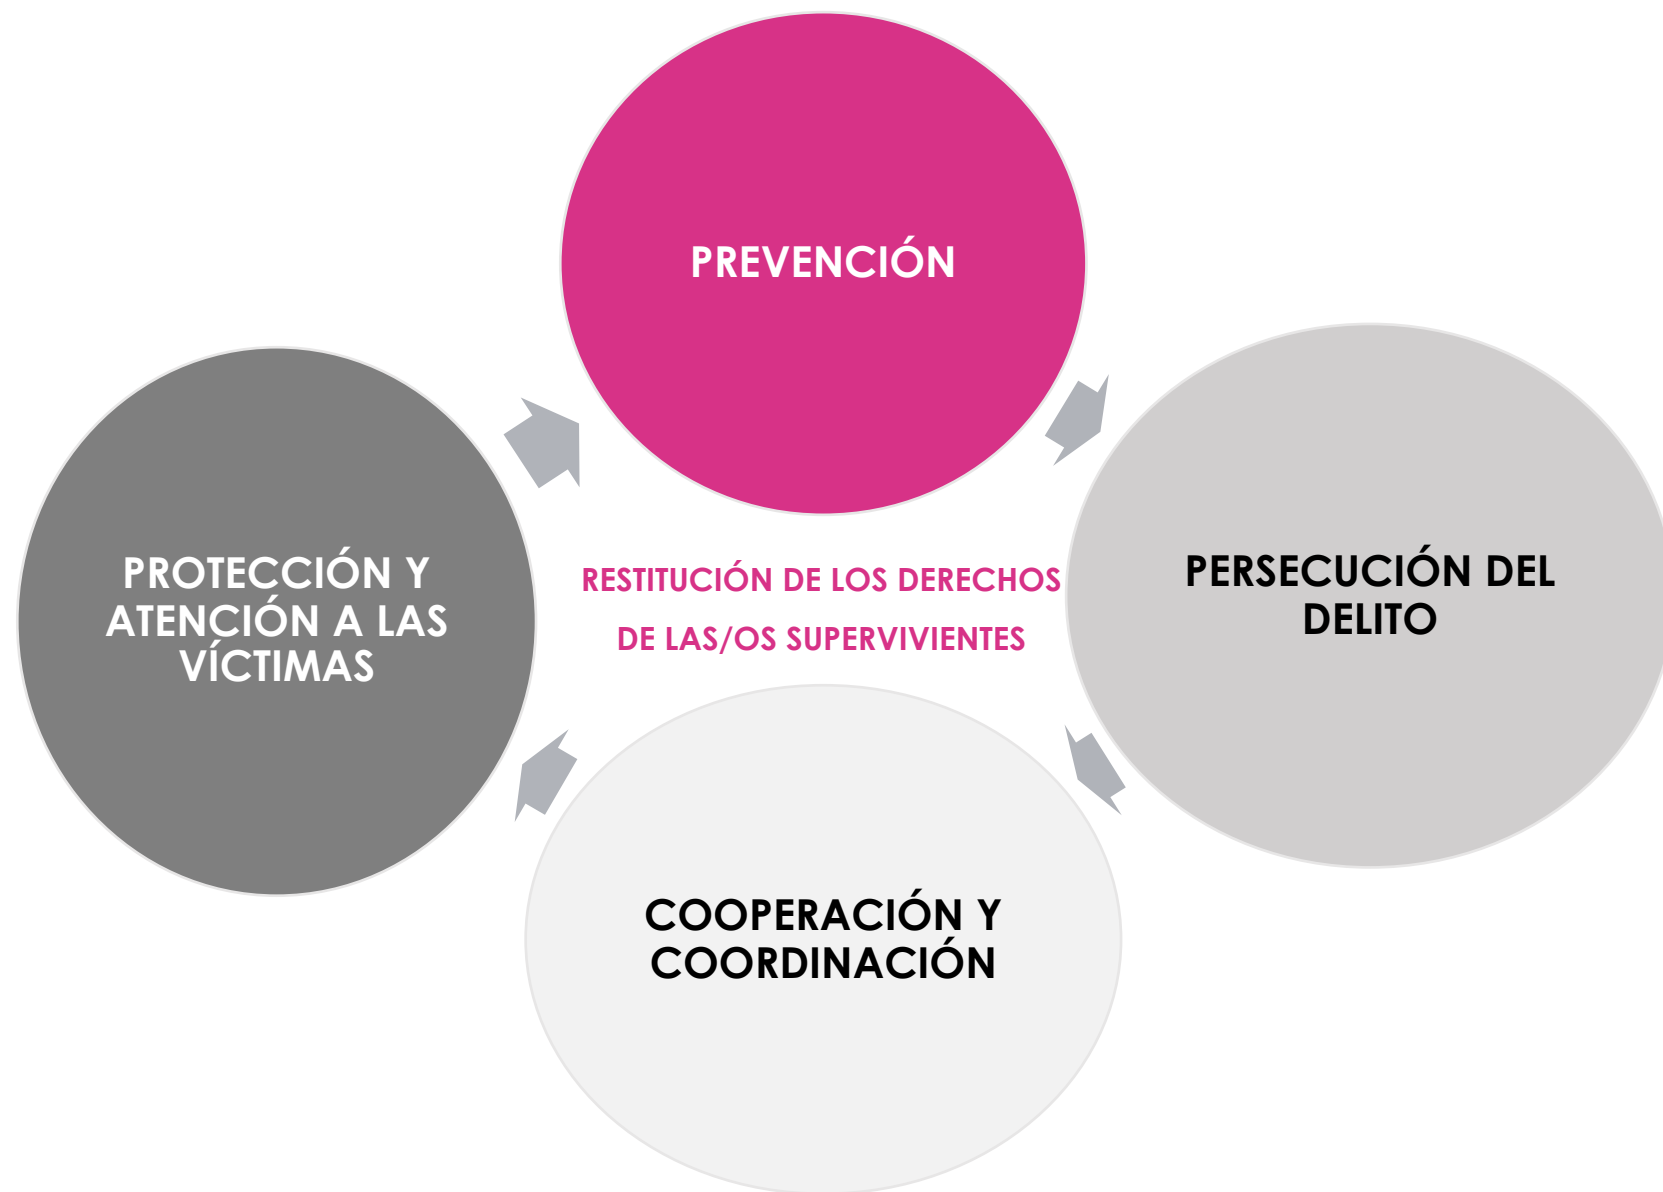 PREVENCIÓN
PROTECCIÓN Y
ATENCIÓN A LAS
VÍCTIMAS
RESTITUCIÓN DE LOS DERECHOS
DE LAS/OS SUPERVIVIENTES
PERSECUCIÓN DEL
DELITO
COOPERACIÓN Y
COORDINACIÓN